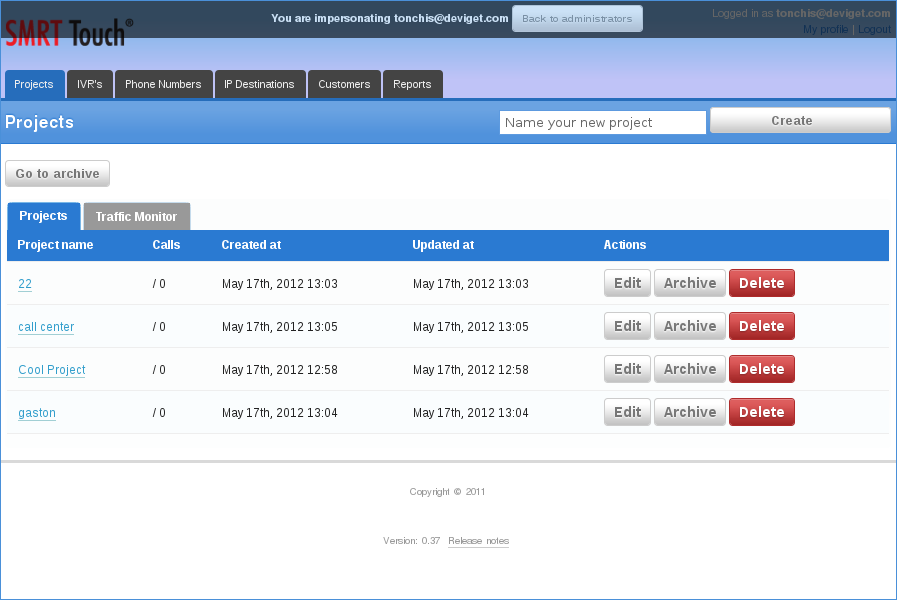 SMRT Touch®
You are impersonating tonchis@deviget.com Back to administrators
Logged in as tonchis@deviget.com
My profile | Logout
Projects IVR's Phone Numbers IP Destinations Customers Reports
Projects Name your new project Create
Go to archive
Projects Traffic Monitor
Project name Calls Created at Updated at Actions
22 / 0 May 17th, 2012 13:03 May 17th, 2012 13:03 Edit Archive Delete
call center / 0 May 17th, 2012 13:05 May 17th, 2012 13:05 Edit Archive Delete
Cool Project / 0 May 17th, 2012 12:58 May 17th, 2012 12:58 Edit Archive Delete
gaston / 0 May 17th, 2012 13:04 May 17th, 2012 13:04 Edit Archive Delete
Copyright © 2011
Version: 0.37 Release notes